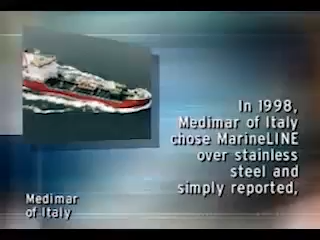 In 1998,
Medimar of Italy
chose MarineLINE
over stainless
steel and
simply reported,
Medimar
of Italy